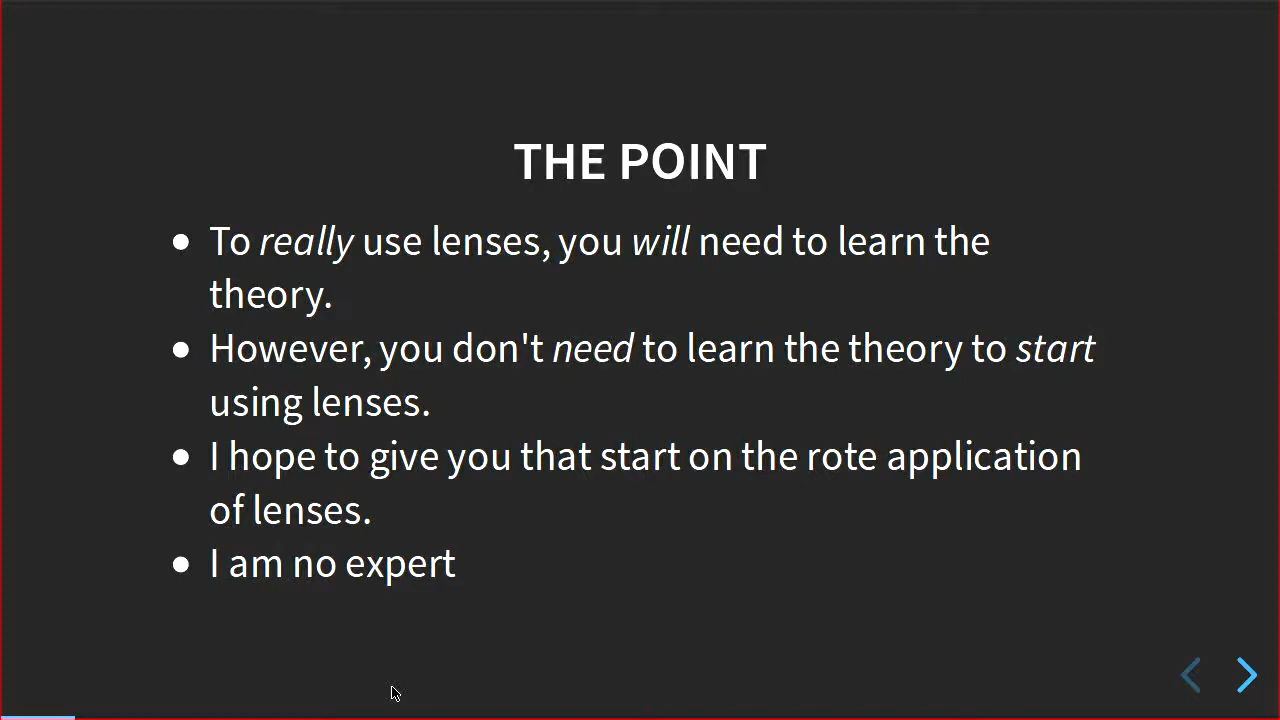 THE POINT
To really use lenses, you will need to learn the
theory.
However, you don't need to learn the theory to start
using lenses.
I hope to give you that start on the rote application
of lenses.
I am no expert